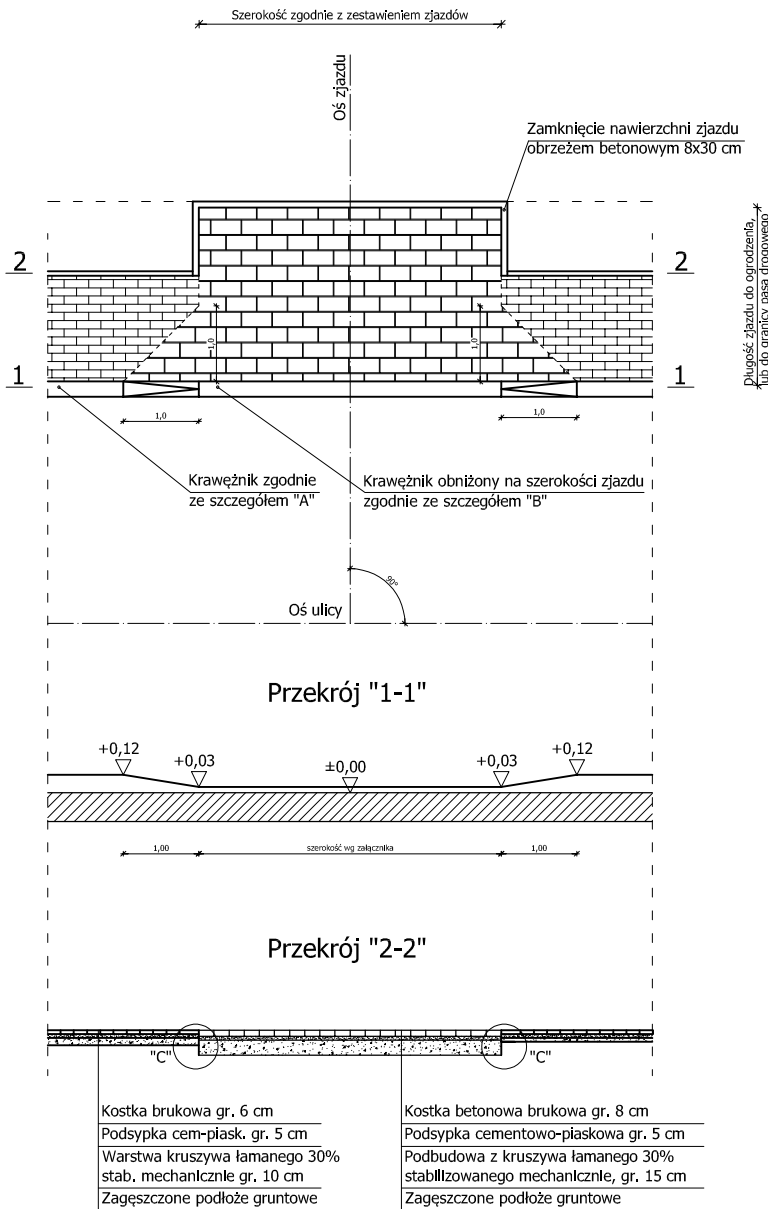 Szerokość zgodnie z zestawieniem zjazdów
Oś zjazdu
Zamknięcie nawierzchni zjazdu
obrzeżem betonowym 8x30 cm
Długość zjazdu do ogrodzenia,
lub do granicy pasa drogowego
2
2
1
1
1,0
1,0
1,0
1,0
Krawężnik zgodnie
ze szczegółem "A"
Krawężnik obniżony na szerokości zjazdu
zgodnie ze szczegółem "B"
90°
Oś ulicy
Przekrój "1-1"
+0,12
+0,03
±0,00
+0,03
+0,12
1,00
szerokość wg załącznika
1,00
Przekrój "2-2"
"C"
"C"
Kostka brukowa gr. 6 cm
Podsypka cem-piask. gr. 5 cm
Warstwa kruszywa łamanego 30%
stab. mechanicznie gr. 10 cm
Zagęszczone podłoże gruntowe
Kostka betonowa brukowa gr. 8 cm
Podsypka cementowo-piaskowa gr. 5 cm
Podbudowa z kruszywa łamanego 30%
stabilizowanego mechanicznie, gr. 15 cm
Zagęszczone podłoże gruntowe